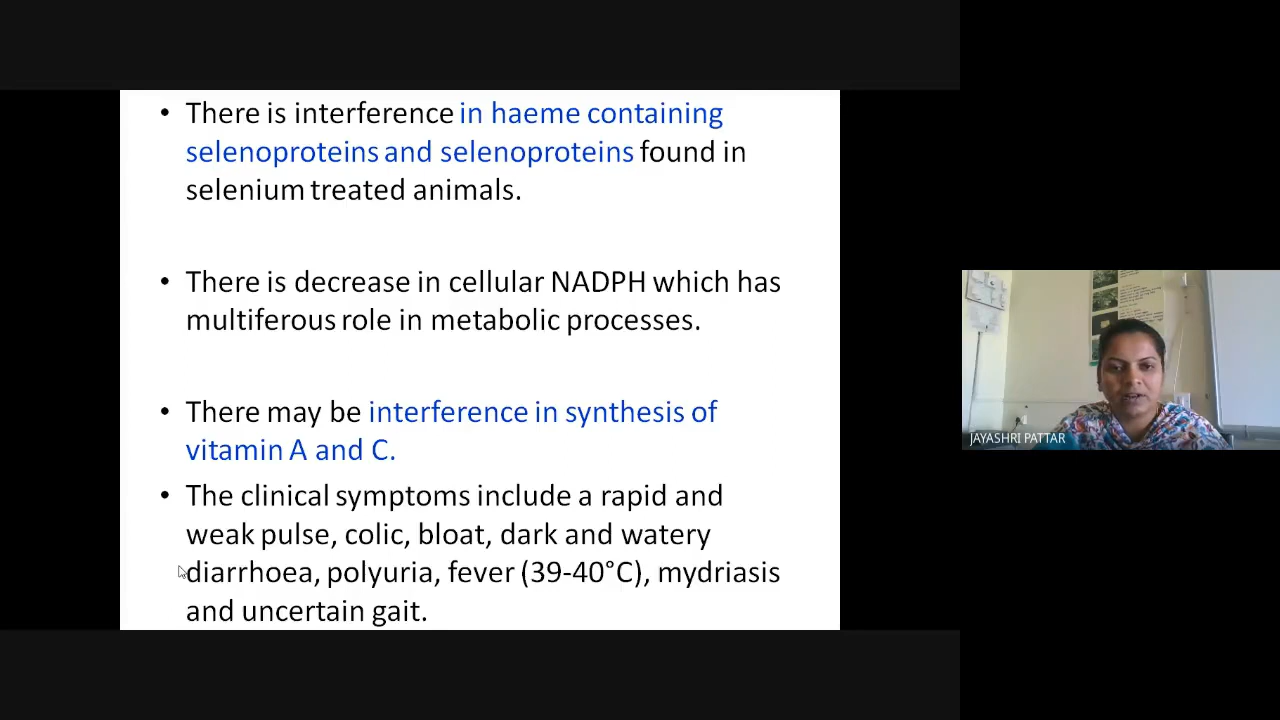 • There is interference in haeme containing
selenoproteins and selenoproteins found in
selenium treated animals.
• There is decrease in cellular NADPH which has
multiferous role in metabolic processes.
• There may be interference in synthesis of
vitamin A and C.
• The clinical symptoms include a rapid and
weak pulse, colic, bloat, dark and watery
diarrhoea, polyuria, fever (39-40°C), mydriasis
and uncertain gait.
JAYASHRI PATTAR